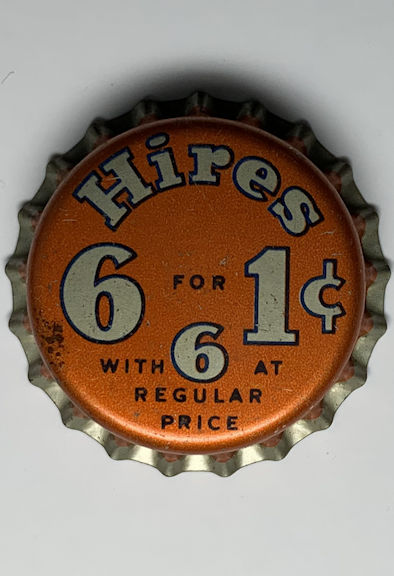 Hires
6 FOR 1¢
WITH 6 AT
REGULAR
PRICE